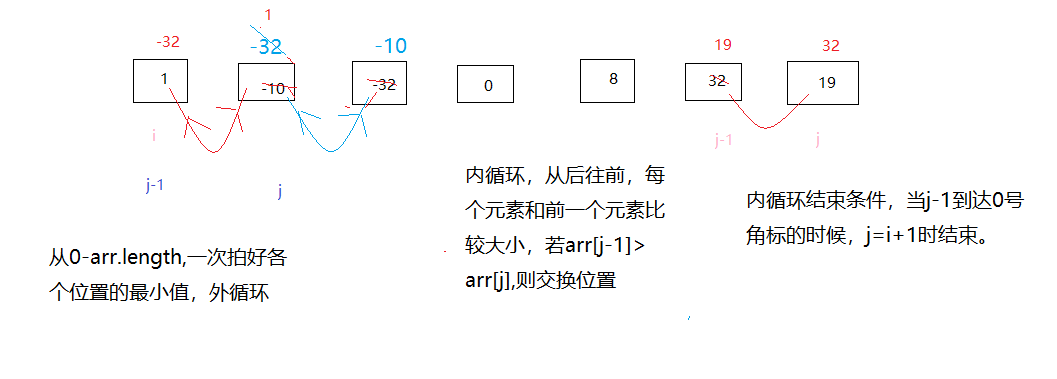 1
-32 -32 -10 19 32
1 -10 -32 0 8 32 19
i j-1 j
j-1 j
内循环，从后往前，每
个元素和前一个元素比
较大小，若arr[j-1]>
arr[j],则交换位置
内循环结束条件，当j-1到达0号
角标的时候，j=i+1时结束。
从0-arr.length,一次拍好各
个位置的最小值，外循环